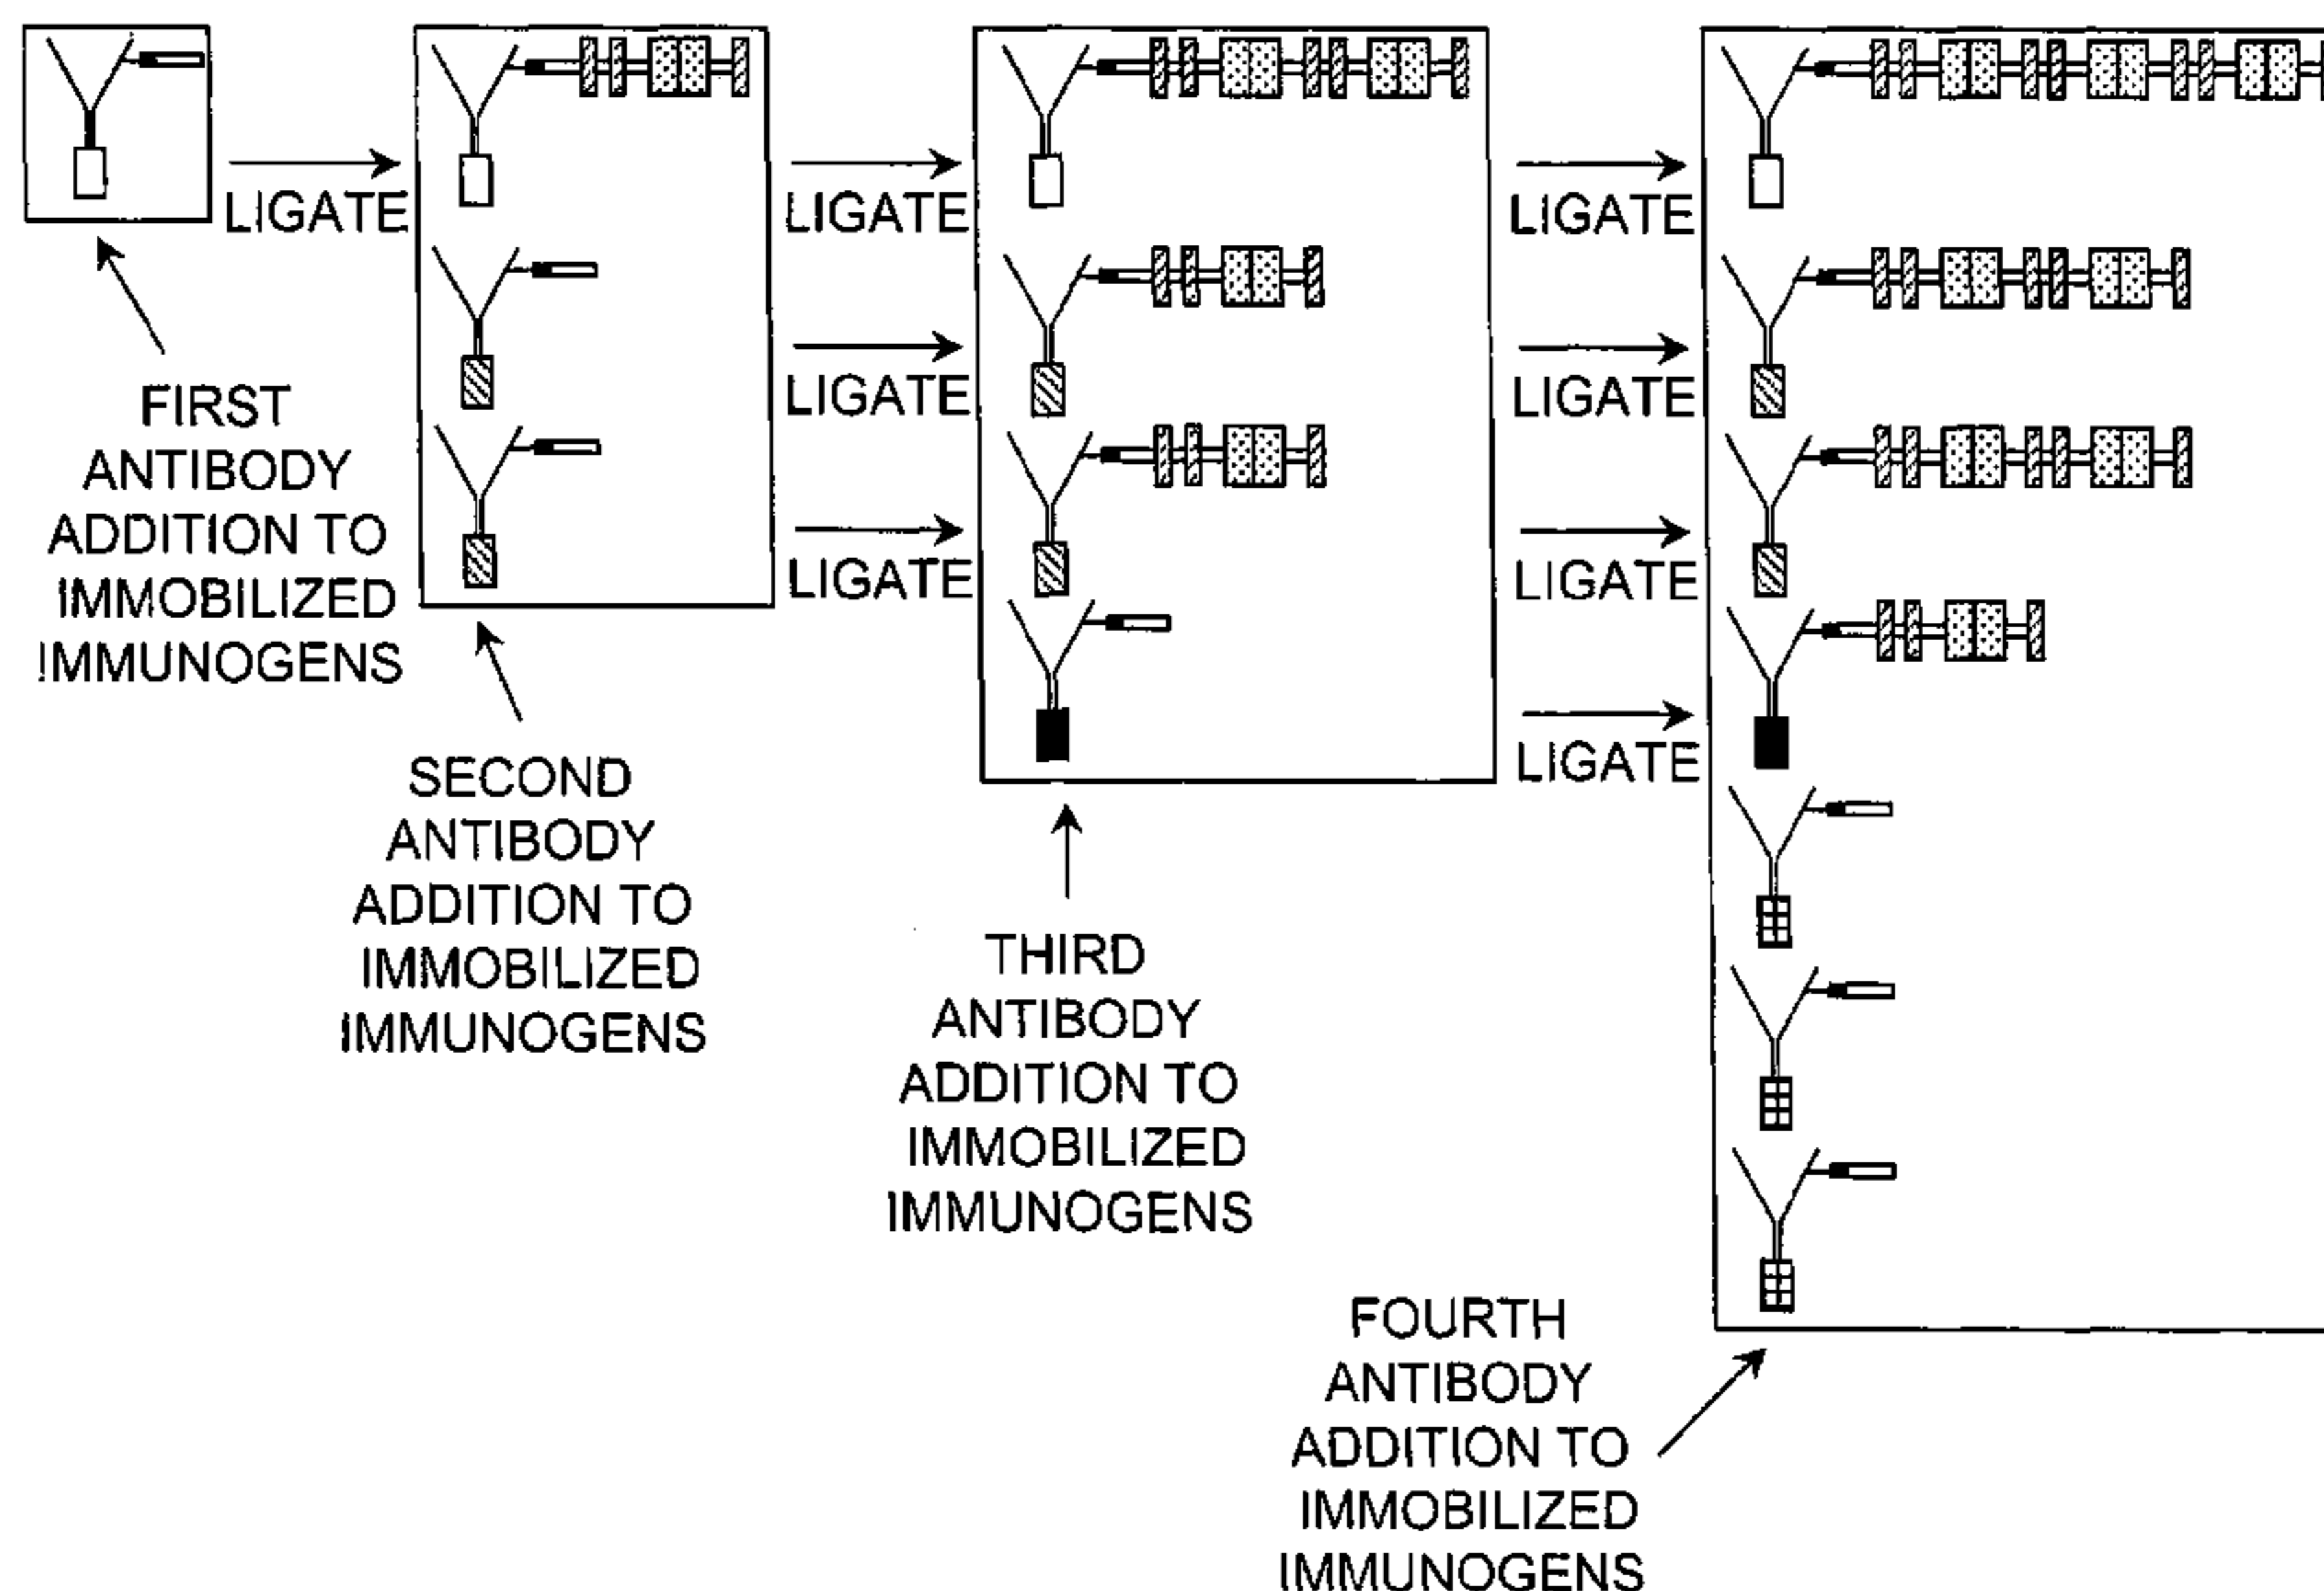 LIGATE
LIGATE
LIGATE
LIGATE
LIGATE
LIGATE
LIGATE
LIGATE
FIRST
ANTIBODY
ADDITION TO
IMMOBILIZED
IMMUNOGENS
SECOND
ANTIBODY
ADDITION TO
IMMOBILIZED
IMMUNOGENS
THIRD
ANTIBODY
ADDITION TO
IMMOBILIZED
IMMUNOGENS
FOURTH
ANTIBODY
ADDITION TO
IMMOBILIZED
IMMUNOGENS